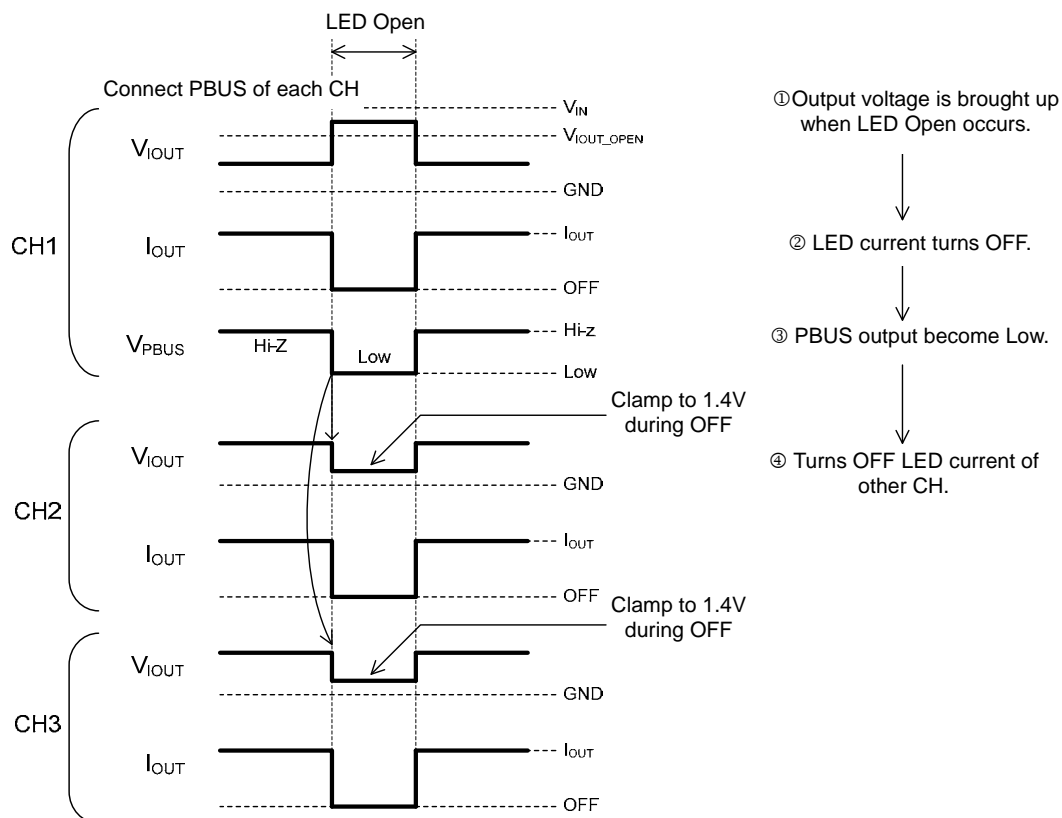 LED Open
Connect PBUS of each CH
CH1
VIOUT
VIN
VIOUT_OPEN
GND
IOUT
IOUT
OFF
VPBUS
Hi-Z
Low
Hi-z
Low
CH2
VIOUT
Clamp to 1.4V
during OFF
GND
IOUT
IOUT
OFF
CH3
VIOUT
Clamp to 1.4V
during OFF
GND
IOUT
IOUT
OFF
①Output voltage is brought up
when LED Open occurs.
② LED current turns OFF.
③ PBUS output become Low.
④ Turns OFF LED current of
other CH.